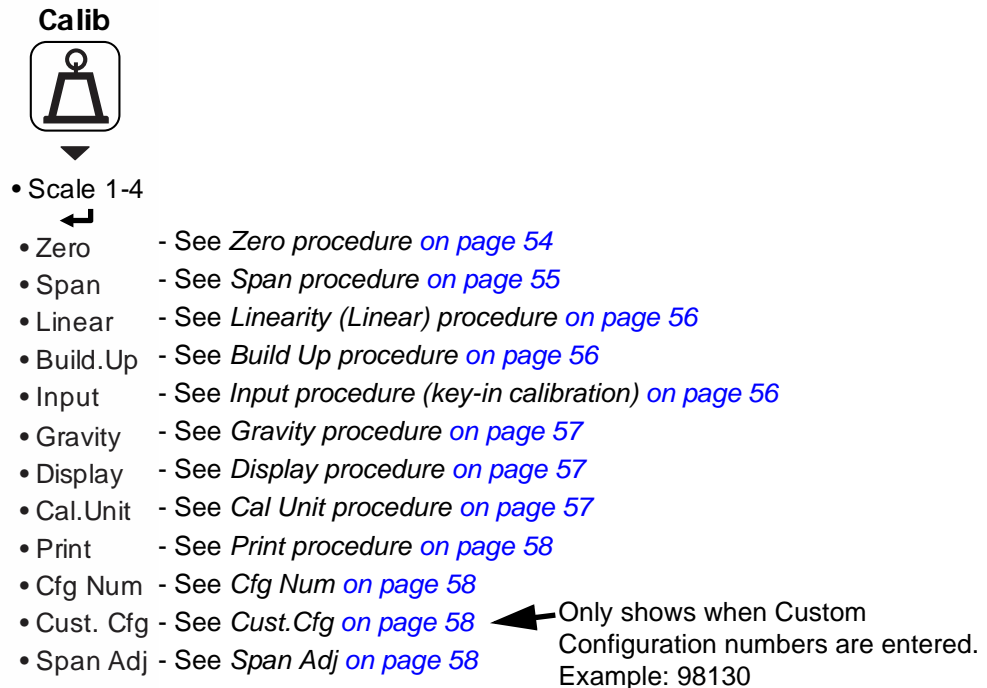 Calib
• Scale 1-4
• Zero - See Zero procedure on page 54
• Span - See Span procedure on page 55
• Linear - See Linearity (Linear) procedure on page 56
• Build.Up - See Build Up procedure on page 56
• Input - See Input procedure (key-in calibration) on page 56
• Gravity - See Gravity procedure on page 57
• Display - See Display procedure on page 57
• Cal.Unit - See Cal Unit procedure on page 57
• Print - See Print procedure on page 58
• Cfg Num - See Cfg Num on page 58
• Cust. Cfg - See Cust.Cfg on page 58
• Span Adj - See Span Adj on page 58
Only shows when Custom
Configuration numbers are entered.
Example: 98130